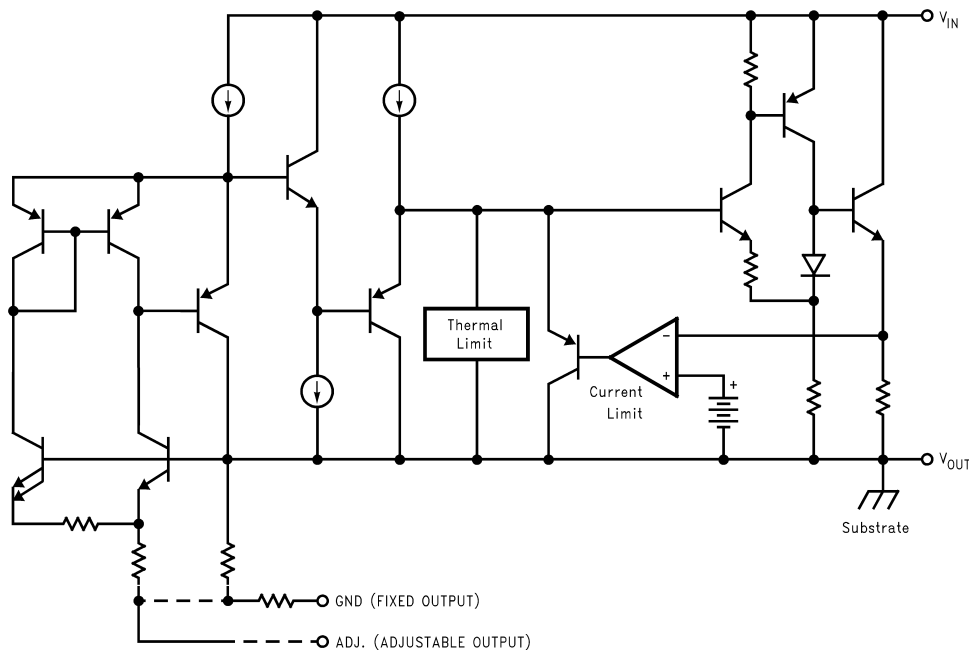 V_IN
Thermal
Limit
−
+
+
Current
Limit
V_OUT
Substrate
GND (FIXED OUTPUT)
ADJ. (ADJUSTABLE OUTPUT)